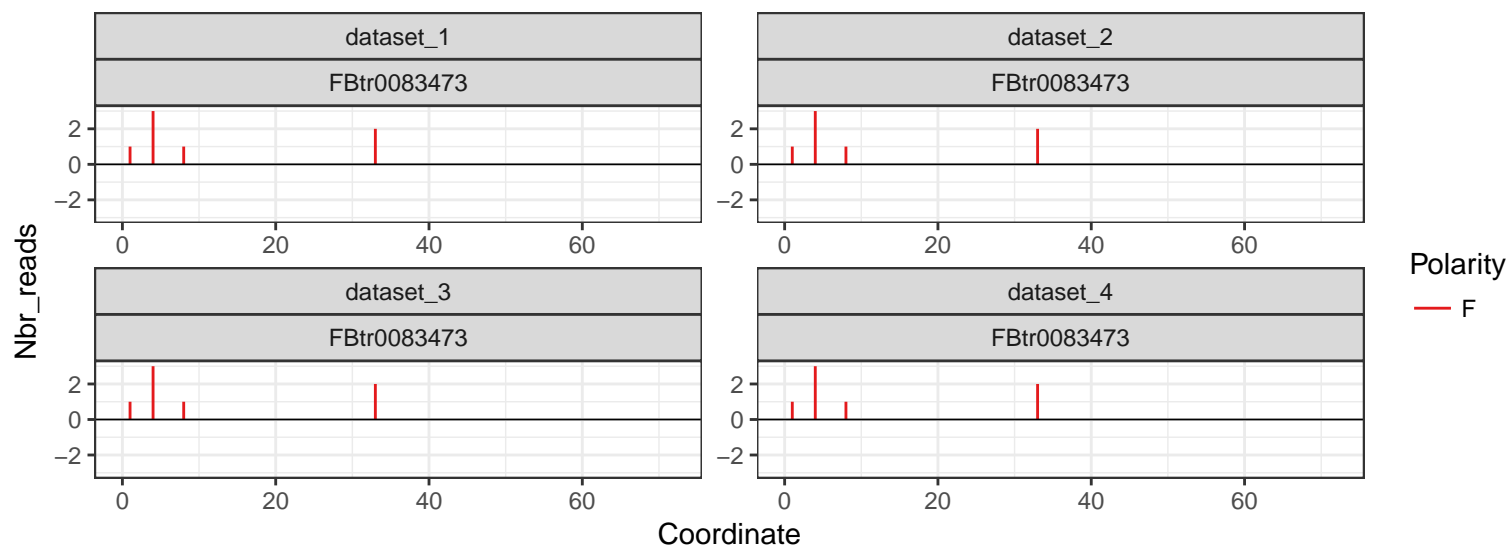 dataset_1
FBtr0083473
2
0
−2
0 20 40 60
dataset_2
FBtr0083473
2
0
−2
0 20 40 60
dataset_3
FBtr0083473
2
0
−2
0 20 40 60
dataset_4
FBtr0083473
2
0
−2
0 20 40 60
Nbr_reads
Coordinate
Polarity
F